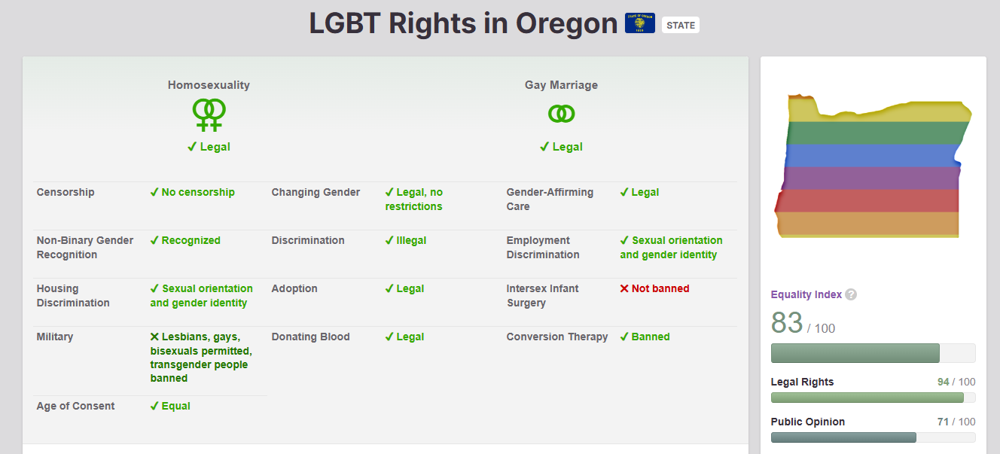 LGBT Rights in Oregon STATE
Homosexuality
Legal
Gay Marriage
Legal
Censorship
No censorship
Changing Gender
Legal, no
restrictions
Gender-Affirming
Care
Legal
Non-Binary Gender
Recognition
Recognized
Discrimination
Illegal
Employment
Discrimination
Sexual orientation
and gender identity
Housing
Discrimination
Sexual orientation
and gender identity
Adoption
Legal
Intersex Infant
Surgery
Not banned
Military
Lesbians, gays,
bisexuals permitted,
transgender people
banned
Donating Blood
Legal
Conversion Therapy
Banned
Age of Consent
Equal
Equality Index ?
83 / 100
Legal Rights 94 / 100
Public Opinion 71 / 100